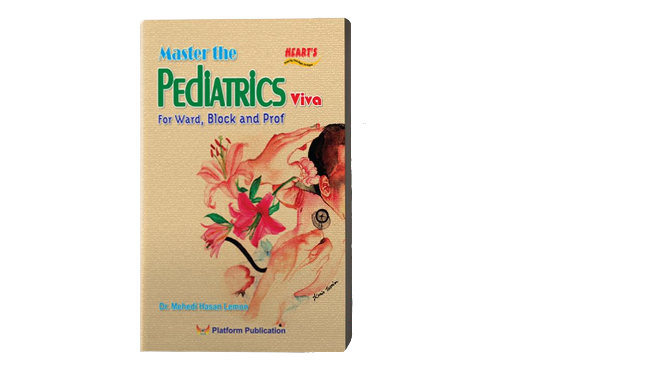 Master the
HEART'S
PEDIATRICS Viva
For Ward, Block and Prof
Dr. Mehedi Hasan Lemon
Platform Publication